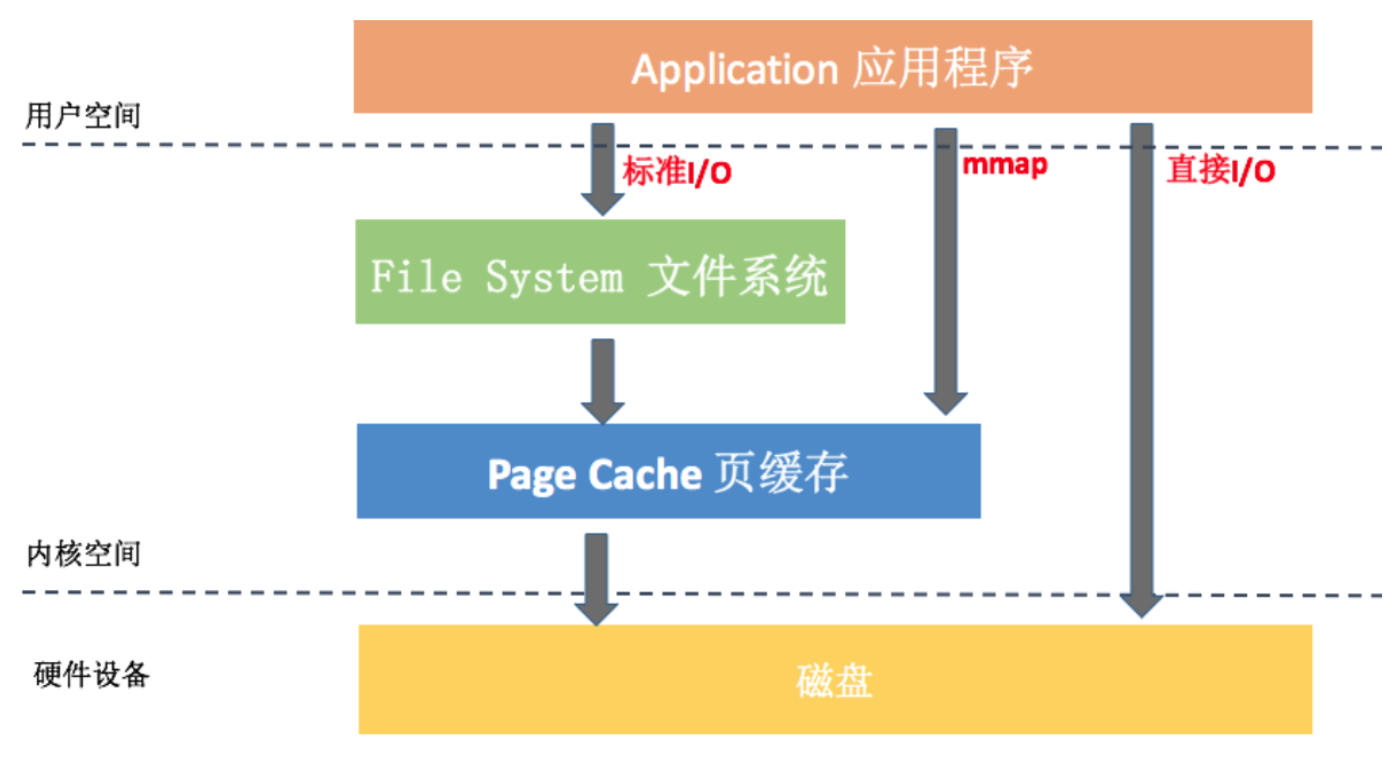 Application 应用程序
用户空间
标准I/O
mmap
直接I/O
File System 文件系统
Page Cache 页缓存
内核空间
硬件设备
磁盘